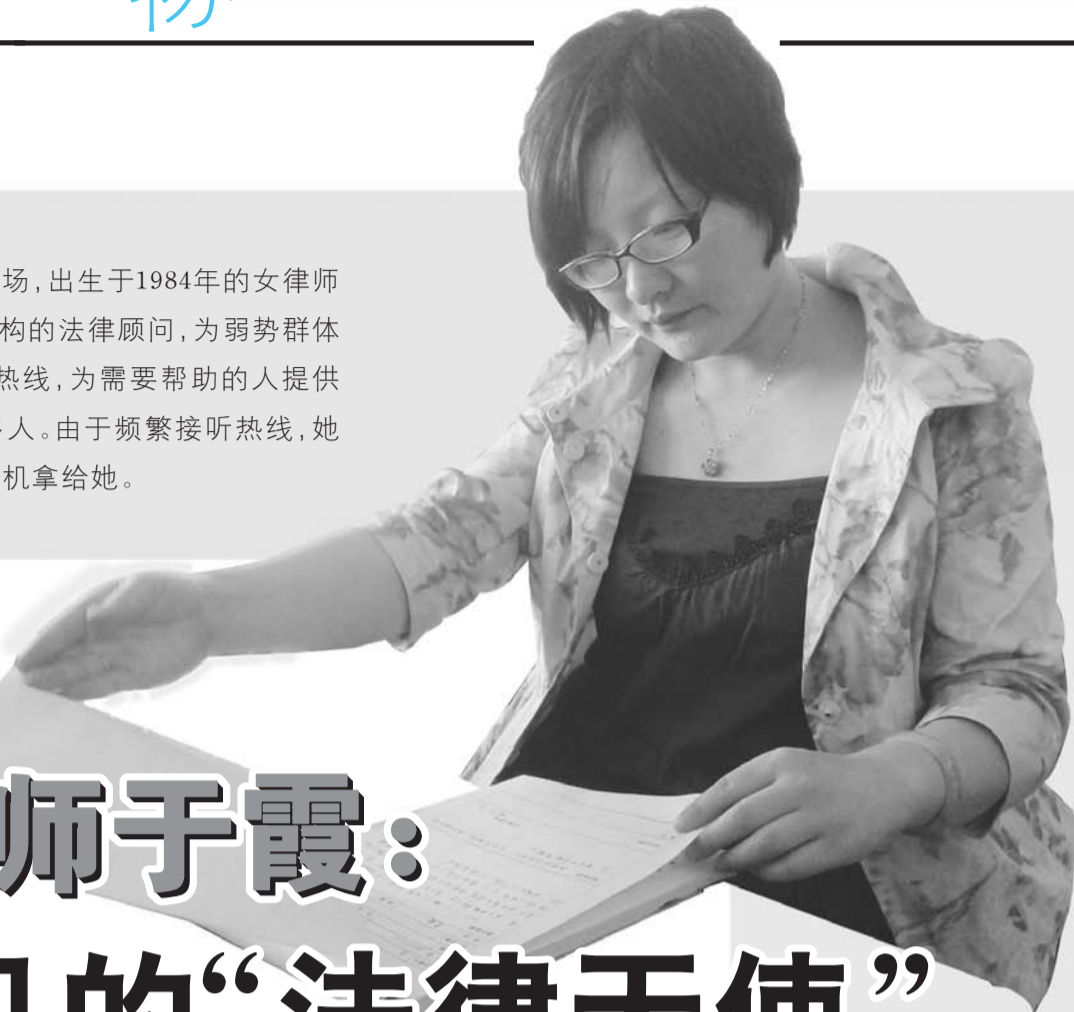 场,出生于1984年的女律师
构的法律顾问,为弱势群体
热线,为需要帮助的人提供
人。由于频繁接听热线,她
机拿给她。
师于霞:
的“法律天使”